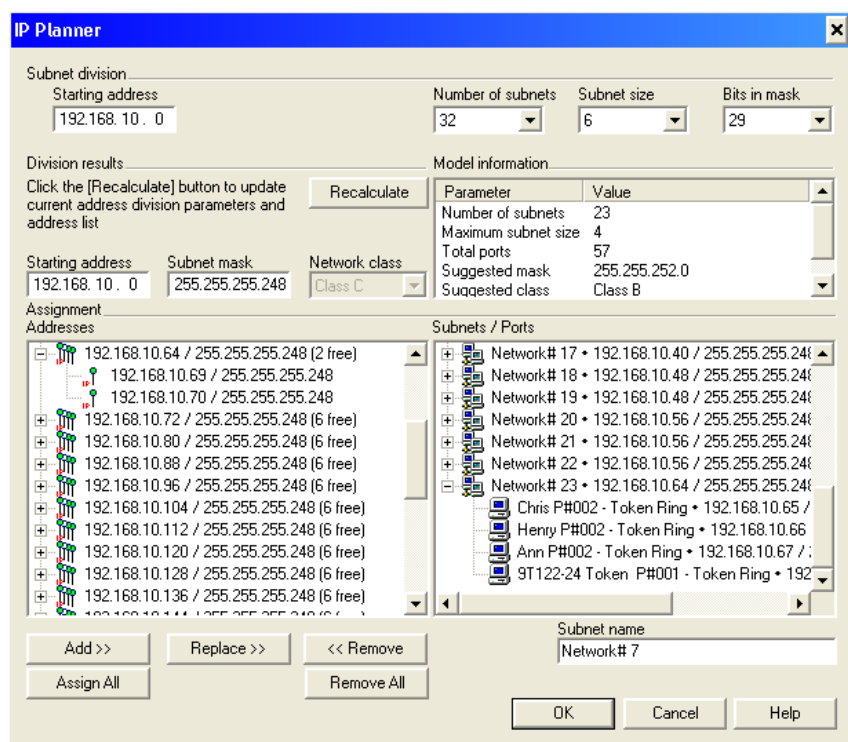 IP Planner
Subnet division
Starting address
192.168. 10 . 0
Number of subnets
32
Subnet size
6
Bits in mask
29
Division results
Click the [Recalculate] button to update
current address division parameters and
address list
Recalculate
Starting address
192.168. 10 . 0
Subnet mask
255.255.255.248
Network class
Class C
Model information
Parameter Value
Number of subnets 23
Maximum subnet size 4
Total ports 57
Suggested mask 255.255.252.0
Suggested class Class B
Assignment
Addresses
192.168.10.64 / 255.255.255.248 (2 free)
192.168.10.69 / 255.255.255.248
192.168.10.70 / 255.255.255.248
192.168.10.72 / 255.255.255.248 (6 free)
192.168.10.80 / 255.255.255.248 (6 free)
192.168.10.88 / 255.255.255.248 (6 free)
192.168.10.96 / 255.255.255.248 (6 free)
192.168.10.104 / 255.255.255.248 (6 free)
192.168.10.112 / 255.255.255.248 (6 free)
192.168.10.120 / 255.255.255.248 (6 free)
192.168.10.128 / 255.255.255.248 (6 free)
192.168.10.136 / 255.255.255.248 (6 free)
Subnets / Ports
Network# 17 • 192.168.10.40 / 255.255.255.248
Network# 18 • 192.168.10.48 / 255.255.255.248
Network# 19 • 192.168.10.48 / 255.255.255.248
Network# 20 • 192.168.10.56 / 255.255.255.248
Network# 21 • 192.168.10.56 / 255.255.255.248
Network# 22 • 192.168.10.56 / 255.255.255.248
Network# 23 • 192.168.10.64 / 255.255.255.248
Chris P#002 - Token Ring • 192.168.10.65 /
Henry P#002 - Token Ring • 192.168.10.66
Ann P#002 - Token Ring • 192.168.10.67 /
9T122-24 Token P#001 - Token Ring • 192
Add >>
Replace >>
<< Remove
Assign All
Remove All
Subnet name
Network# 7
OK
Cancel
Help